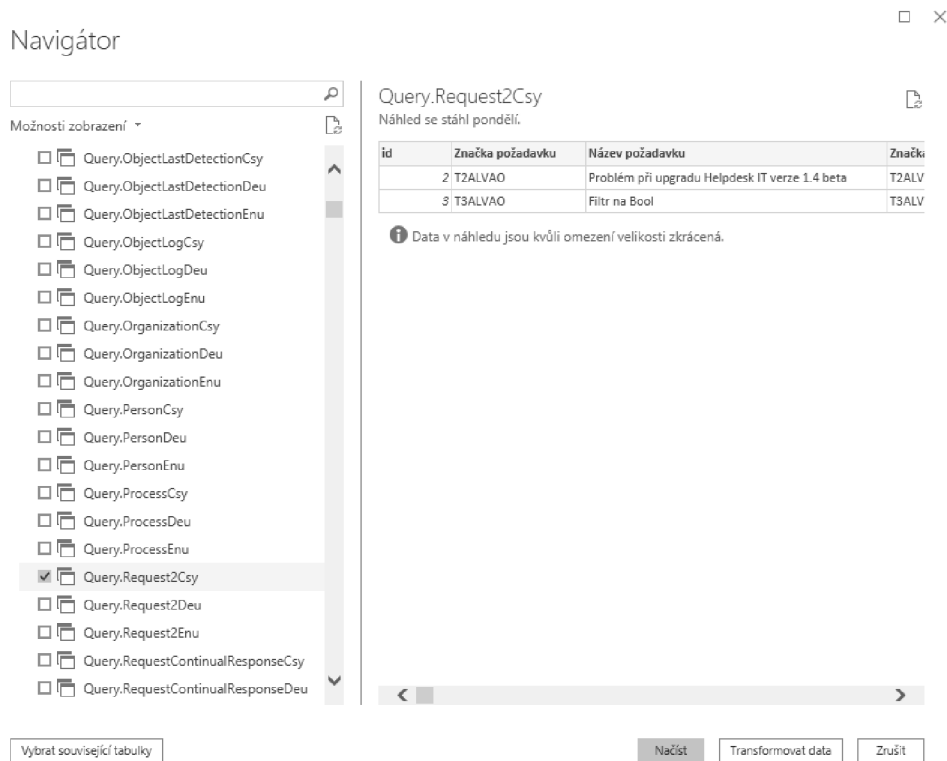 Navigátor
Možnosti zobrazení
Query.ObjectLastDetectionCsy
Query.ObjectLastDetectionDeu
Query.ObjectLastDetectionEnu
Query.ObjectLogCsy
Query.ObjectLogDeu
Query.ObjectLogEnu
Query.OrganizationCsy
Query.OrganizationDeu
Query.OrganizationEnu
Query.PersonCsy
Query.PersonDeu
Query.PersonEnu
Query.ProcessCsy
Query.ProcessDeu
Query.ProcessEnu
Query.Request2Csy
Query.Request2Deu
Query.Request2Enu
Query.RequestContinualResponseCsy
Query.RequestContinualResponseDeu
Query.Request2Csy
Náhled se stáhl pondělí.
id Značka požadavku Název požadavku Značka
2 T2ALVAO Problém při upgradu Helpdesk IT verze 1.4 beta T2ALV
3 T3ALVAO Filtr na Bool T3ALV
Data v náhledu jsou kvůli omezení velikosti zkrácená.
Vybrat související tabulky Načíst Transformovat data Zrušit